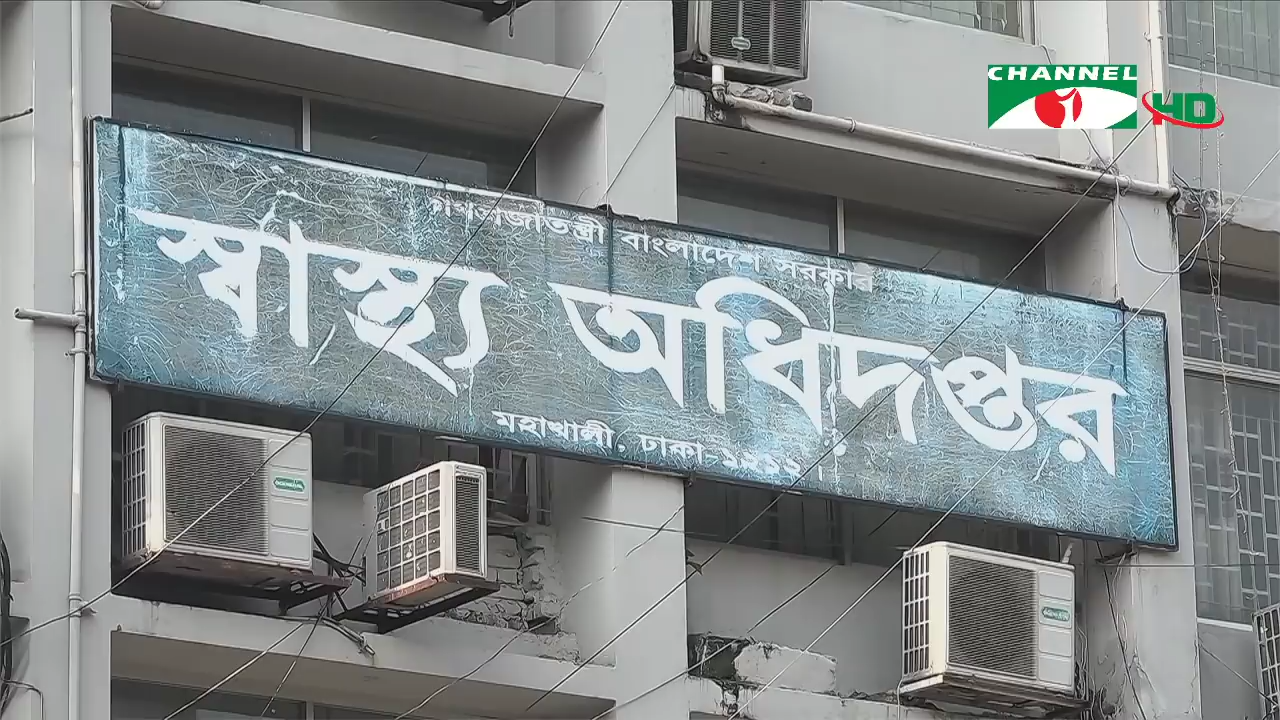 CHANNEL i HD
গণপ্রজাতন্ত্রী বাংলাদেশ সরকার
স্বাস্থ্য অধিদপ্তর
মহাখালী, ঢাকা-১২১২